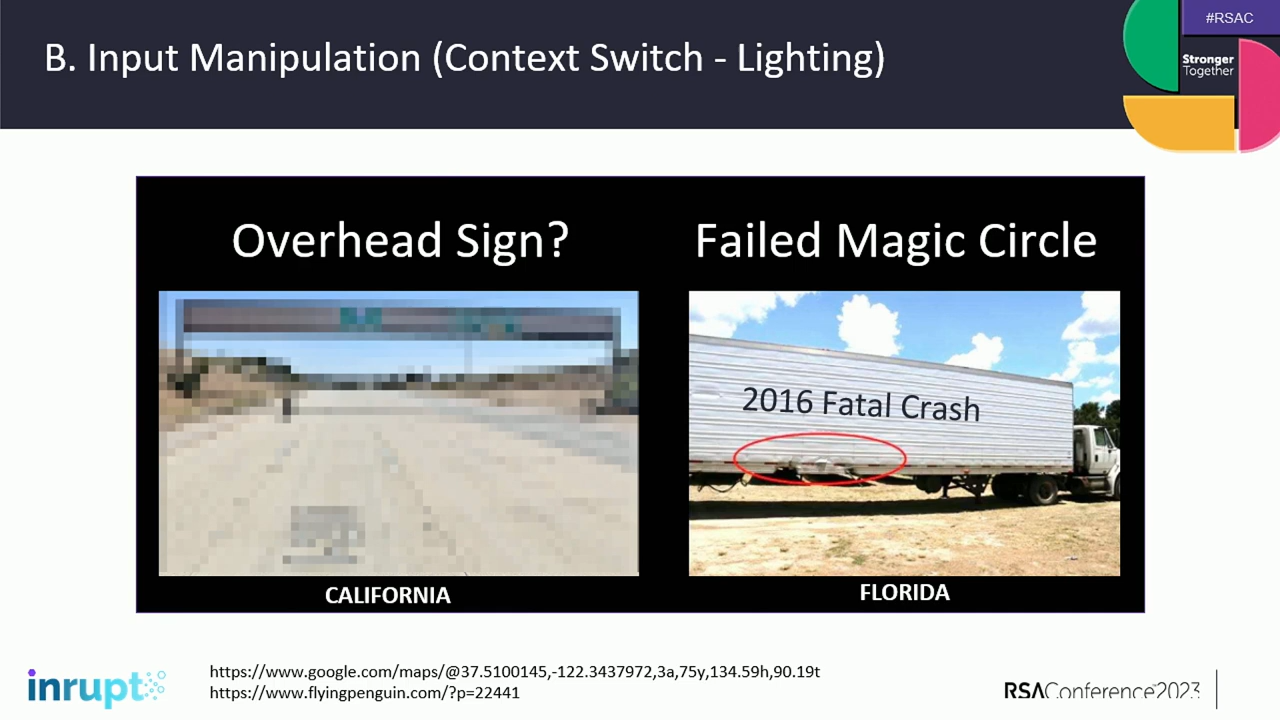 #RSAC
B. Input Manipulation (Context Switch - Lighting)
Stronger
Together
Overhead Sign?
Failed Magic Circle
2016 Fatal Crash
CALIFORNIA
FLORIDA
inrupt
https://www.google.com/maps/@37.5100145,-122.3437972,3a,75y,134.59h,90.19t
https://www.flyingpenguin.com/?p=22441
RSAConference™2023